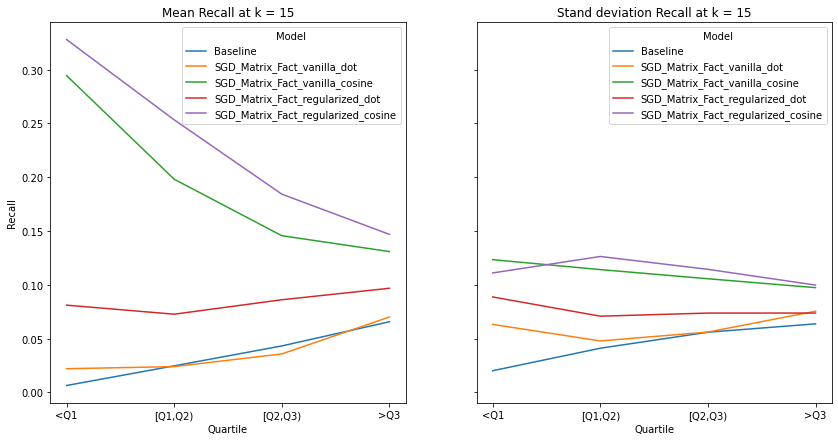 Mean Recall at k = 15
Model
Baseline
SGD_Matrix_Fact_vanilla_dot
SGD_Matrix_Fact_vanilla_cosine
SGD_Matrix_Fact_regularized_dot
SGD_Matrix_Fact_regularized_cosine
0.30
0.25
0.20
0.15
0.10
0.05
0.00
Recall
<Q1
[Q1,Q2)
[Q2,Q3)
>Q3
Quartile
Stand deviation Recall at k = 15
Model
Baseline
SGD_Matrix_Fact_vanilla_dot
SGD_Matrix_Fact_vanilla_cosine
SGD_Matrix_Fact_regularized_dot
SGD_Matrix_Fact_regularized_cosine
<Q1
[Q1,Q2)
[Q2,Q3)
>Q3
Quartile